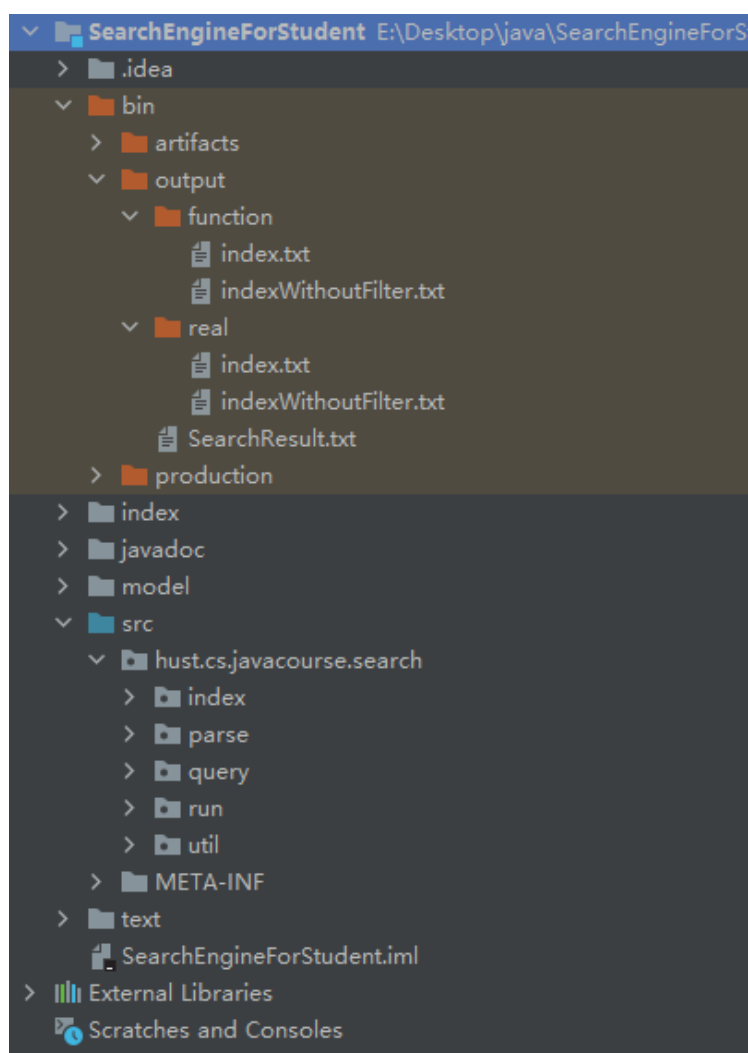 SearchEngineForStudent E:\Desktop\java\SearchEngineForS
.idea
bin
artifacts
output
function
index.txt
indexWithoutFilter.txt
real
index.txt
indexWithoutFilter.txt
SearchResult.txt
production
index
javadoc
model
src
hust.cs.javacourse.search
index
parse
query
run
util
META-INF
text
SearchEngineForStudent.iml
External Libraries
Scratches and Consoles